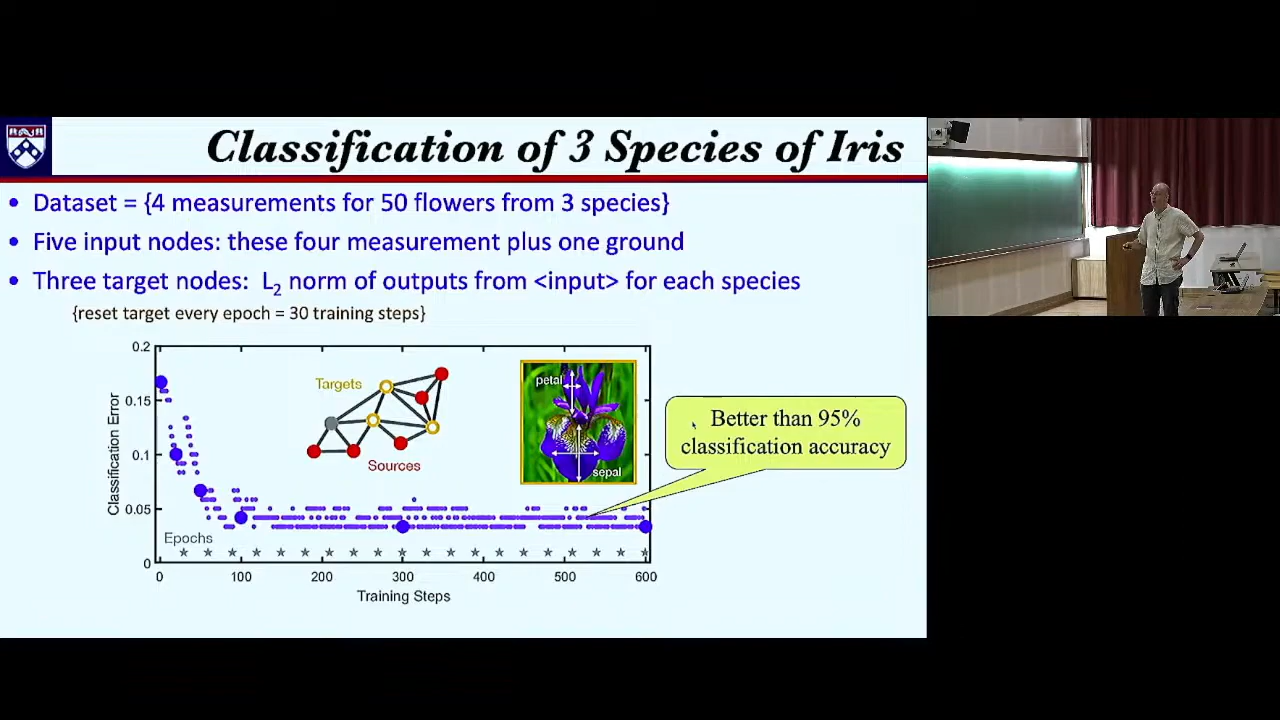 Classification of 3 Species of Iris
• Dataset = {4 measurements for 50 flowers from 3 species}
• Five input nodes: these four measurement plus one ground
• Three target nodes: L2 norm of outputs from <input> for each species
{reset target every epoch = 30 training steps}
0.2
0.15
0.1
0.05
0
Classification Error
Targets
Sources
petal
sepal
Epochs
0 100 200 300 400 500 600
Training Steps
Better than 95%
classification accuracy